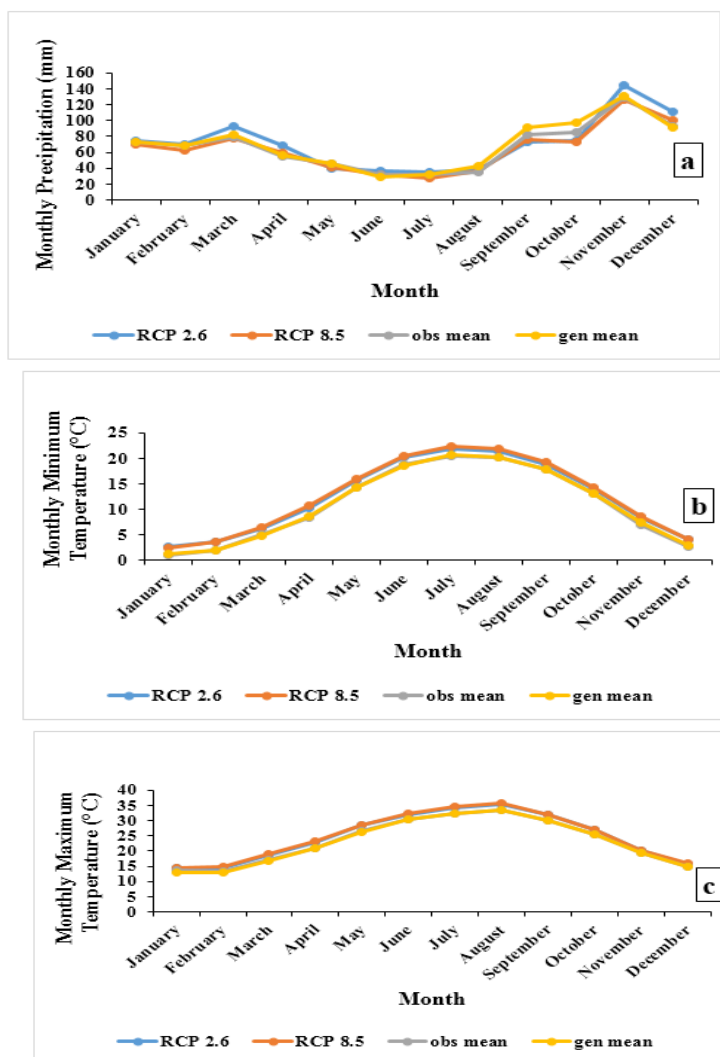 Monthly Precipitation (mm)
160
140
120
100
80
60
40
20
0
a
January
February
March
April
May
June
July
August
September
October
November
December
Month
RCP 2.6
RCP 8.5
obs mean
gen mean
Monthly Minimum
Temperature (°C)
25
20
15
10
5
0
b
January
February
March
April
May
June
July
August
September
October
November
December
Month
RCP 2.6
RCP 8.5
obs mean
gen mean
Monthly Maximum
Temperature (°C)
40
35
30
25
20
15
10
5
0
c
January
February
March
April
May
June
July
August
September
October
November
December
Month
RCP 2.6
RCP 8.5
obs mean
gen mean